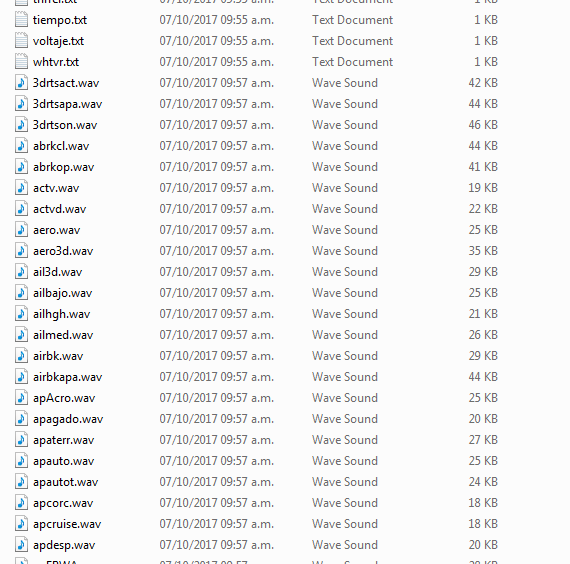 tiempo.txt 07/10/2017 09:55 a.m. Text Document 1 KB
voltaje.txt 07/10/2017 09:55 a.m. Text Document 1 KB
whtvr.txt 07/10/2017 09:55 a.m. Text Document 1 KB
3drtsact.wav 07/10/2017 09:57 a.m. Wave Sound 42 KB
3drtsapa.wav 07/10/2017 09:57 a.m. Wave Sound 44 KB
3drtson.wav 07/10/2017 09:57 a.m. Wave Sound 46 KB
abrkcl.wav 07/10/2017 09:57 a.m. Wave Sound 44 KB
abrkop.wav 07/10/2017 09:57 a.m. Wave Sound 41 KB
actv.wav 07/10/2017 09:57 a.m. Wave Sound 19 KB
actvd.wav 07/10/2017 09:57 a.m. Wave Sound 22 KB
aero.wav 07/10/2017 09:57 a.m. Wave Sound 25 KB
aero3d.wav 07/10/2017 09:57 a.m. Wave Sound 35 KB
ail3d.wav 07/10/2017 09:57 a.m. Wave Sound 29 KB
ailbajo.wav 07/10/2017 09:57 a.m. Wave Sound 25 KB
ailhgh.wav 07/10/2017 09:57 a.m. Wave Sound 21 KB
ailmed.wav 07/10/2017 09:57 a.m. Wave Sound 26 KB
airbk.wav 07/10/2017 09:57 a.m. Wave Sound 29 KB
airbkapa.wav 07/10/2017 09:57 a.m. Wave Sound 44 KB
apAcro.wav 07/10/2017 09:57 a.m. Wave Sound 25 KB
apagado.wav 07/10/2017 09:57 a.m. Wave Sound 20 KB
apaterr.wav 07/10/2017 09:57 a.m. Wave Sound 27 KB
apauto.wav 07/10/2017 09:57 a.m. Wave Sound 25 KB
apautot.wav 07/10/2017 09:57 a.m. Wave Sound 24 KB
apcorc.wav 07/10/2017 09:57 a.m. Wave Sound 18 KB
apcruise.wav 07/10/2017 09:57 a.m. Wave Sound 18 KB
apdesp.wav 07/10/2017 09:57 a.m. Wave Sound 20 KB